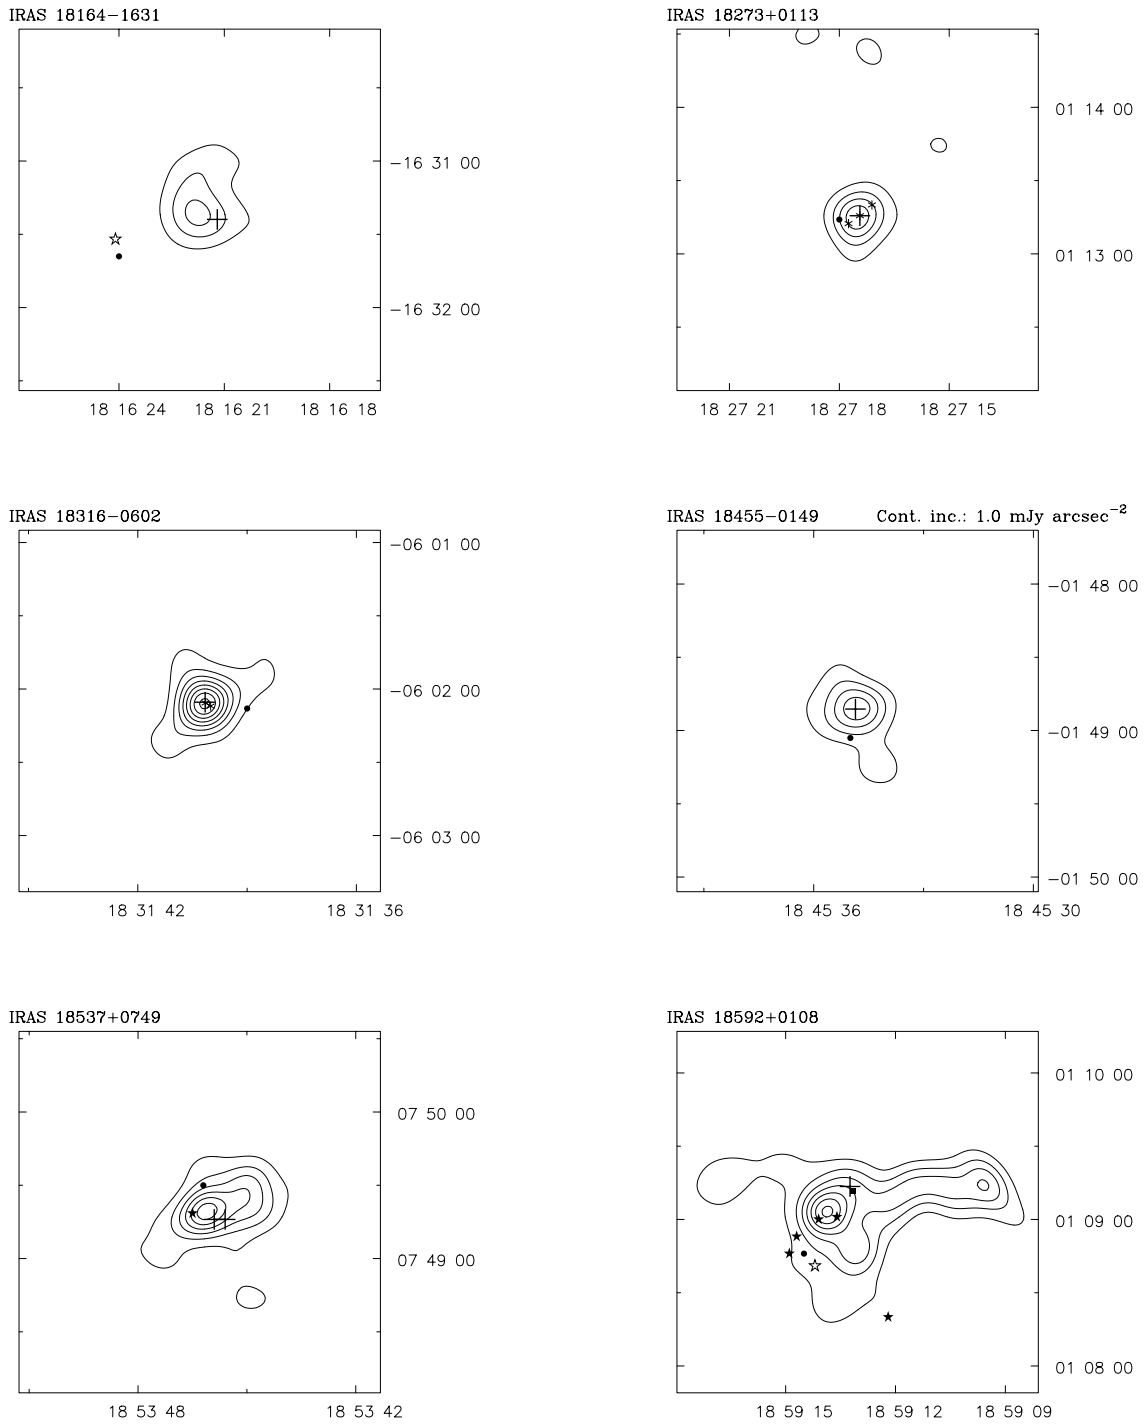 IRAS 18164−1631
−16 31 00
−16 32 00
18 16 24 18 16 21 18 16 18
IRAS 18273+0113
01 14 00
01 13 00
18 27 21 18 27 18 18 27 15
IRAS 18316−0602
−06 01 00
−06 02 00
−06 03 00
18 31 42 18 31 36
IRAS 18455−0149 Cont. inc.: 1.0 mJy arcsec⁻²
−01 48 00
−01 49 00
−01 50 00
18 45 36 18 45 30
IRAS 18537+0749
07 50 00
07 49 00
18 53 48 18 53 42
IRAS 18592+0108
01 10 00
01 09 00
01 08 00
18 59 15 18 59 12 18 59 09